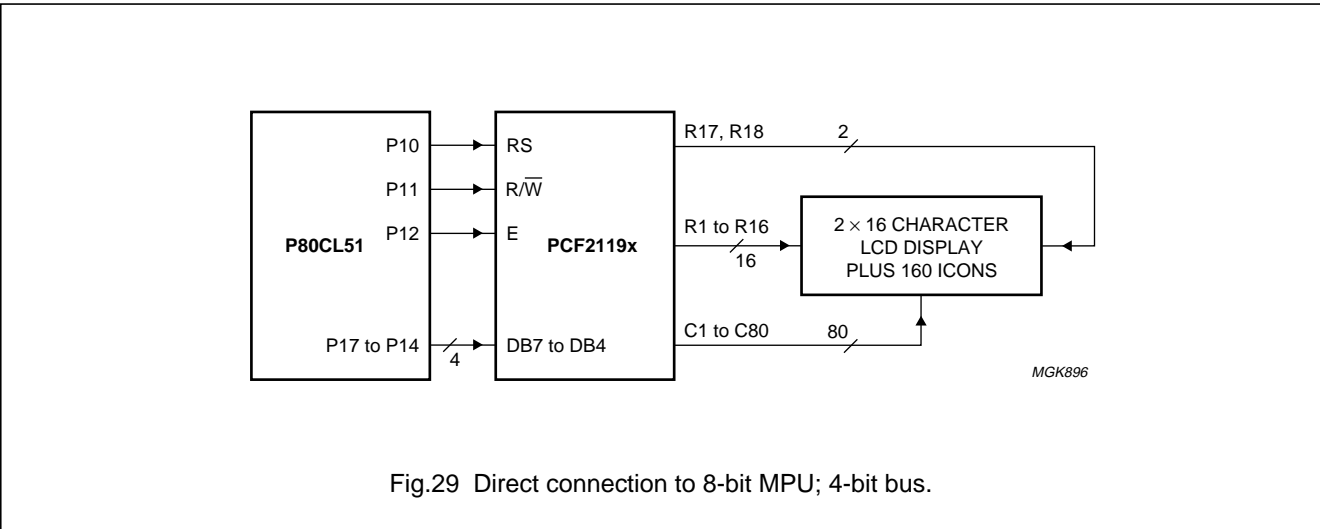 P80CL51
P10
P11
P12
P17 to P14
4
PCF2119x
RS
R/W̅
E
DB7 to DB4
R17, R18
2
R1 to R16
16
C1 to C80
80
2 × 16 CHARACTER
LCD DISPLAY
PLUS 160 ICONS
MGK896
Fig.29 Direct connection to 8-bit MPU; 4-bit bus.